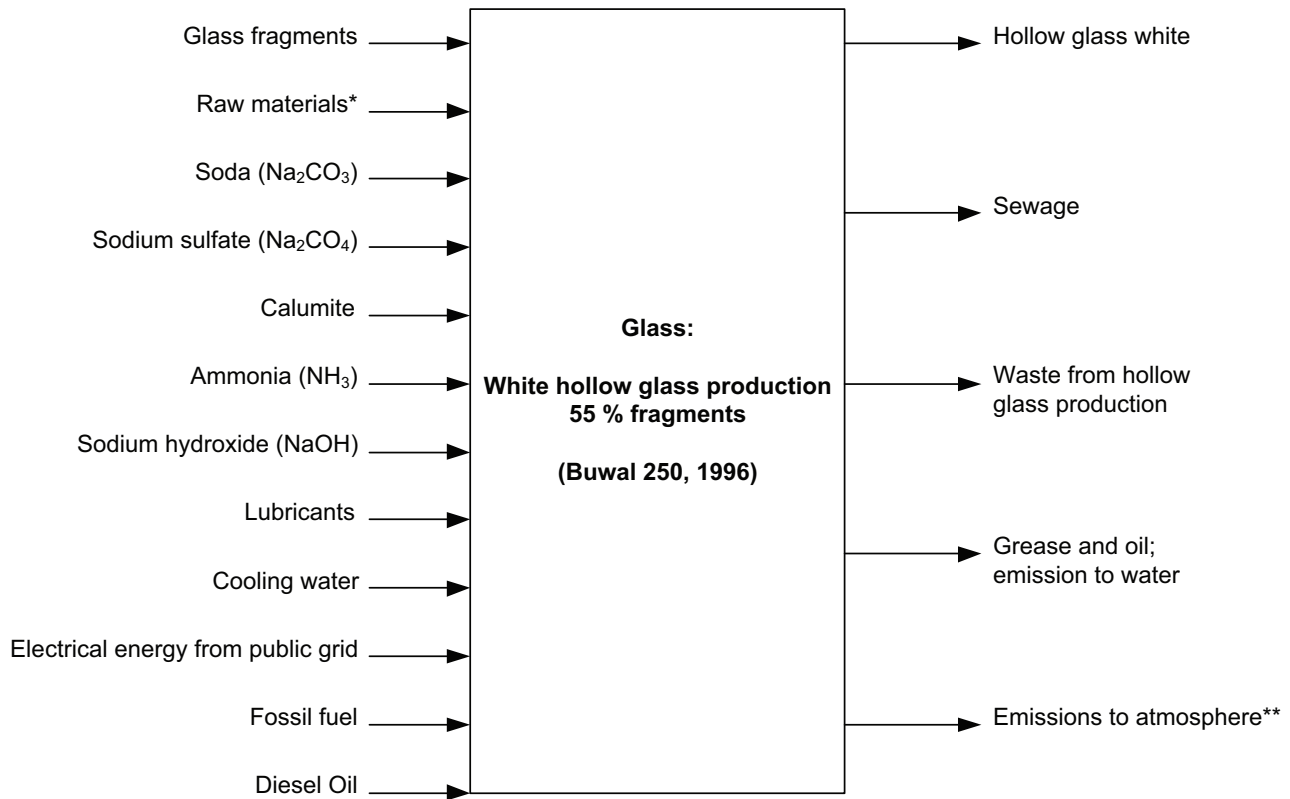 Glass fragments
Raw materials*
Soda (Na₂CO₃)
Sodium sulfate (Na₂CO₄)
Calumite
Ammonia (NH₃)
Sodium hydroxide (NaOH)
Lubricants
Cooling water
Electrical energy from public grid
Fossil fuel
Diesel Oil
Glass:
White hollow glass production
55 % fragments
(Buwal 250, 1996)
Hollow glass white
Sewage
Waste from hollow
glass production
Grease and oil;
emission to water
Emissions to atmosphere**